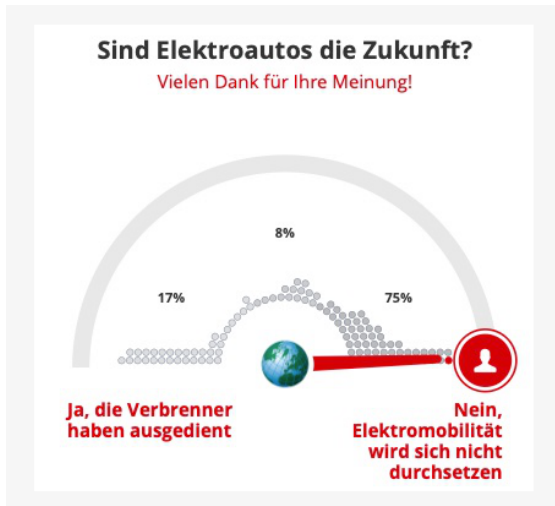 Sind Elektroautos die Zukunft?
Vielen Dank für Ihre Meinung!
8%
17%
75%
Ja, die Verbrenner
haben ausgedient
Nein,
Elektromobilität
wird sich nicht
durchsetzen